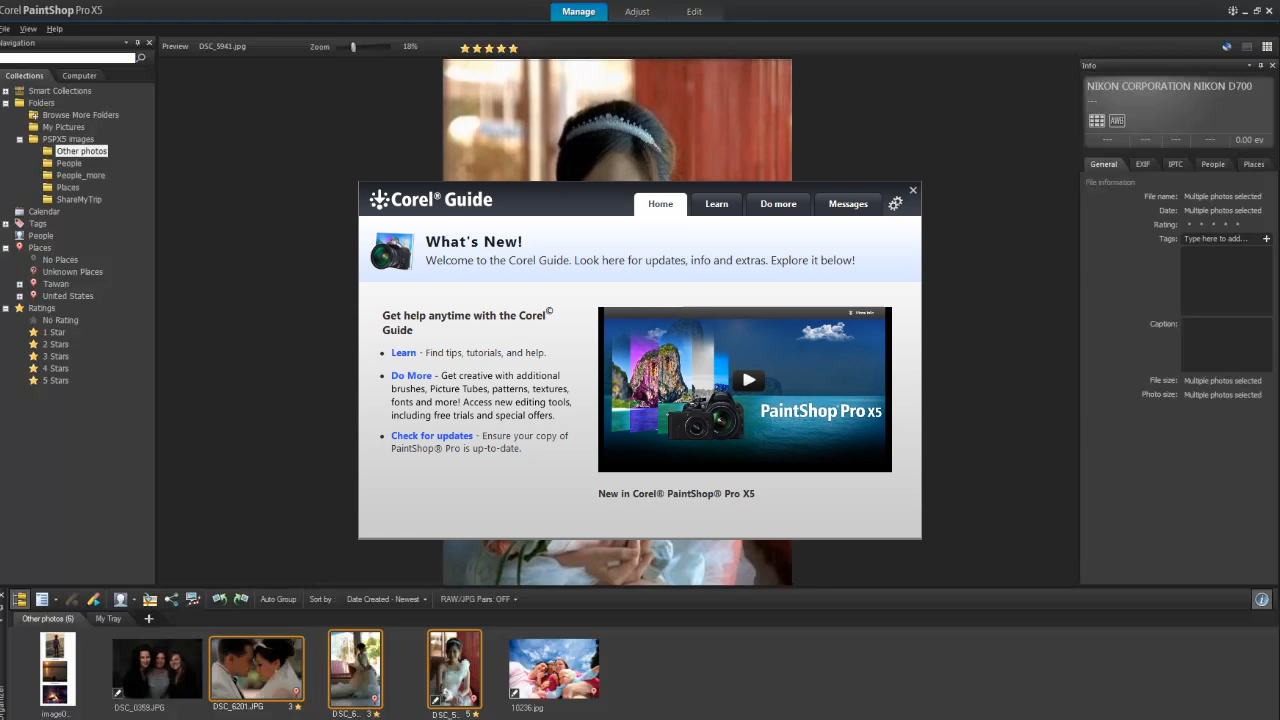 Corel PaintShop Pro X5
Manage
Adjust
Edit
File
View
Help
Navigation
Preview
DSC_5941.jpg
Zoom
18%
Collections
Computer
Smart Collections
Folders
Browse More Folders
My Pictures
PSPX5 images
Other photos
People
People_more
Places
ShareMyTrip
Calendar
Tags
People
Places
No Places
Unknown Places
Taiwan
United States
Ratings
No Rating
1 Star
2 Stars
3 Stars
4 Stars
5 Stars
Corel® Guide
Home
Learn
Do more
Messages
What's New!
Welcome to the Corel Guide. Look here for updates, info and extras. Explore it below!
Get help anytime with the Corel©
Guide
• Learn - Find tips, tutorials, and help.
• Do More - Get creative with additional
brushes, Picture Tubes, patterns, textures,
fonts and more! Access new editing tools,
including free trials and special offers.
• Check for updates - Ensure your copy of
PaintShop® Pro is up-to-date.
PaintShop Pro X5
New in Corel® PaintShop® Pro X5
Info
NIKON CORPORATION NIKON D700
---
AWB
--- --- --- --- 0.00 ev
General
EXIF
IPTC
People
Places
File information
File name: Multiple photos selected
Date: Multiple photos selected
Rating:
Tags: Type here to add...
Caption:
File size: Multiple photos selected
Photo size: Multiple photos selected
Auto Group
Sort by :
Date Created - Newest
RAW/JPG Pairs: OFF
Other photos (6)
My Tray
Organizer
image0...
DSC_0359.JPG
DSC_6201.JPG 3
DSC_6... 3
DSC_5... 5
10236.jpg